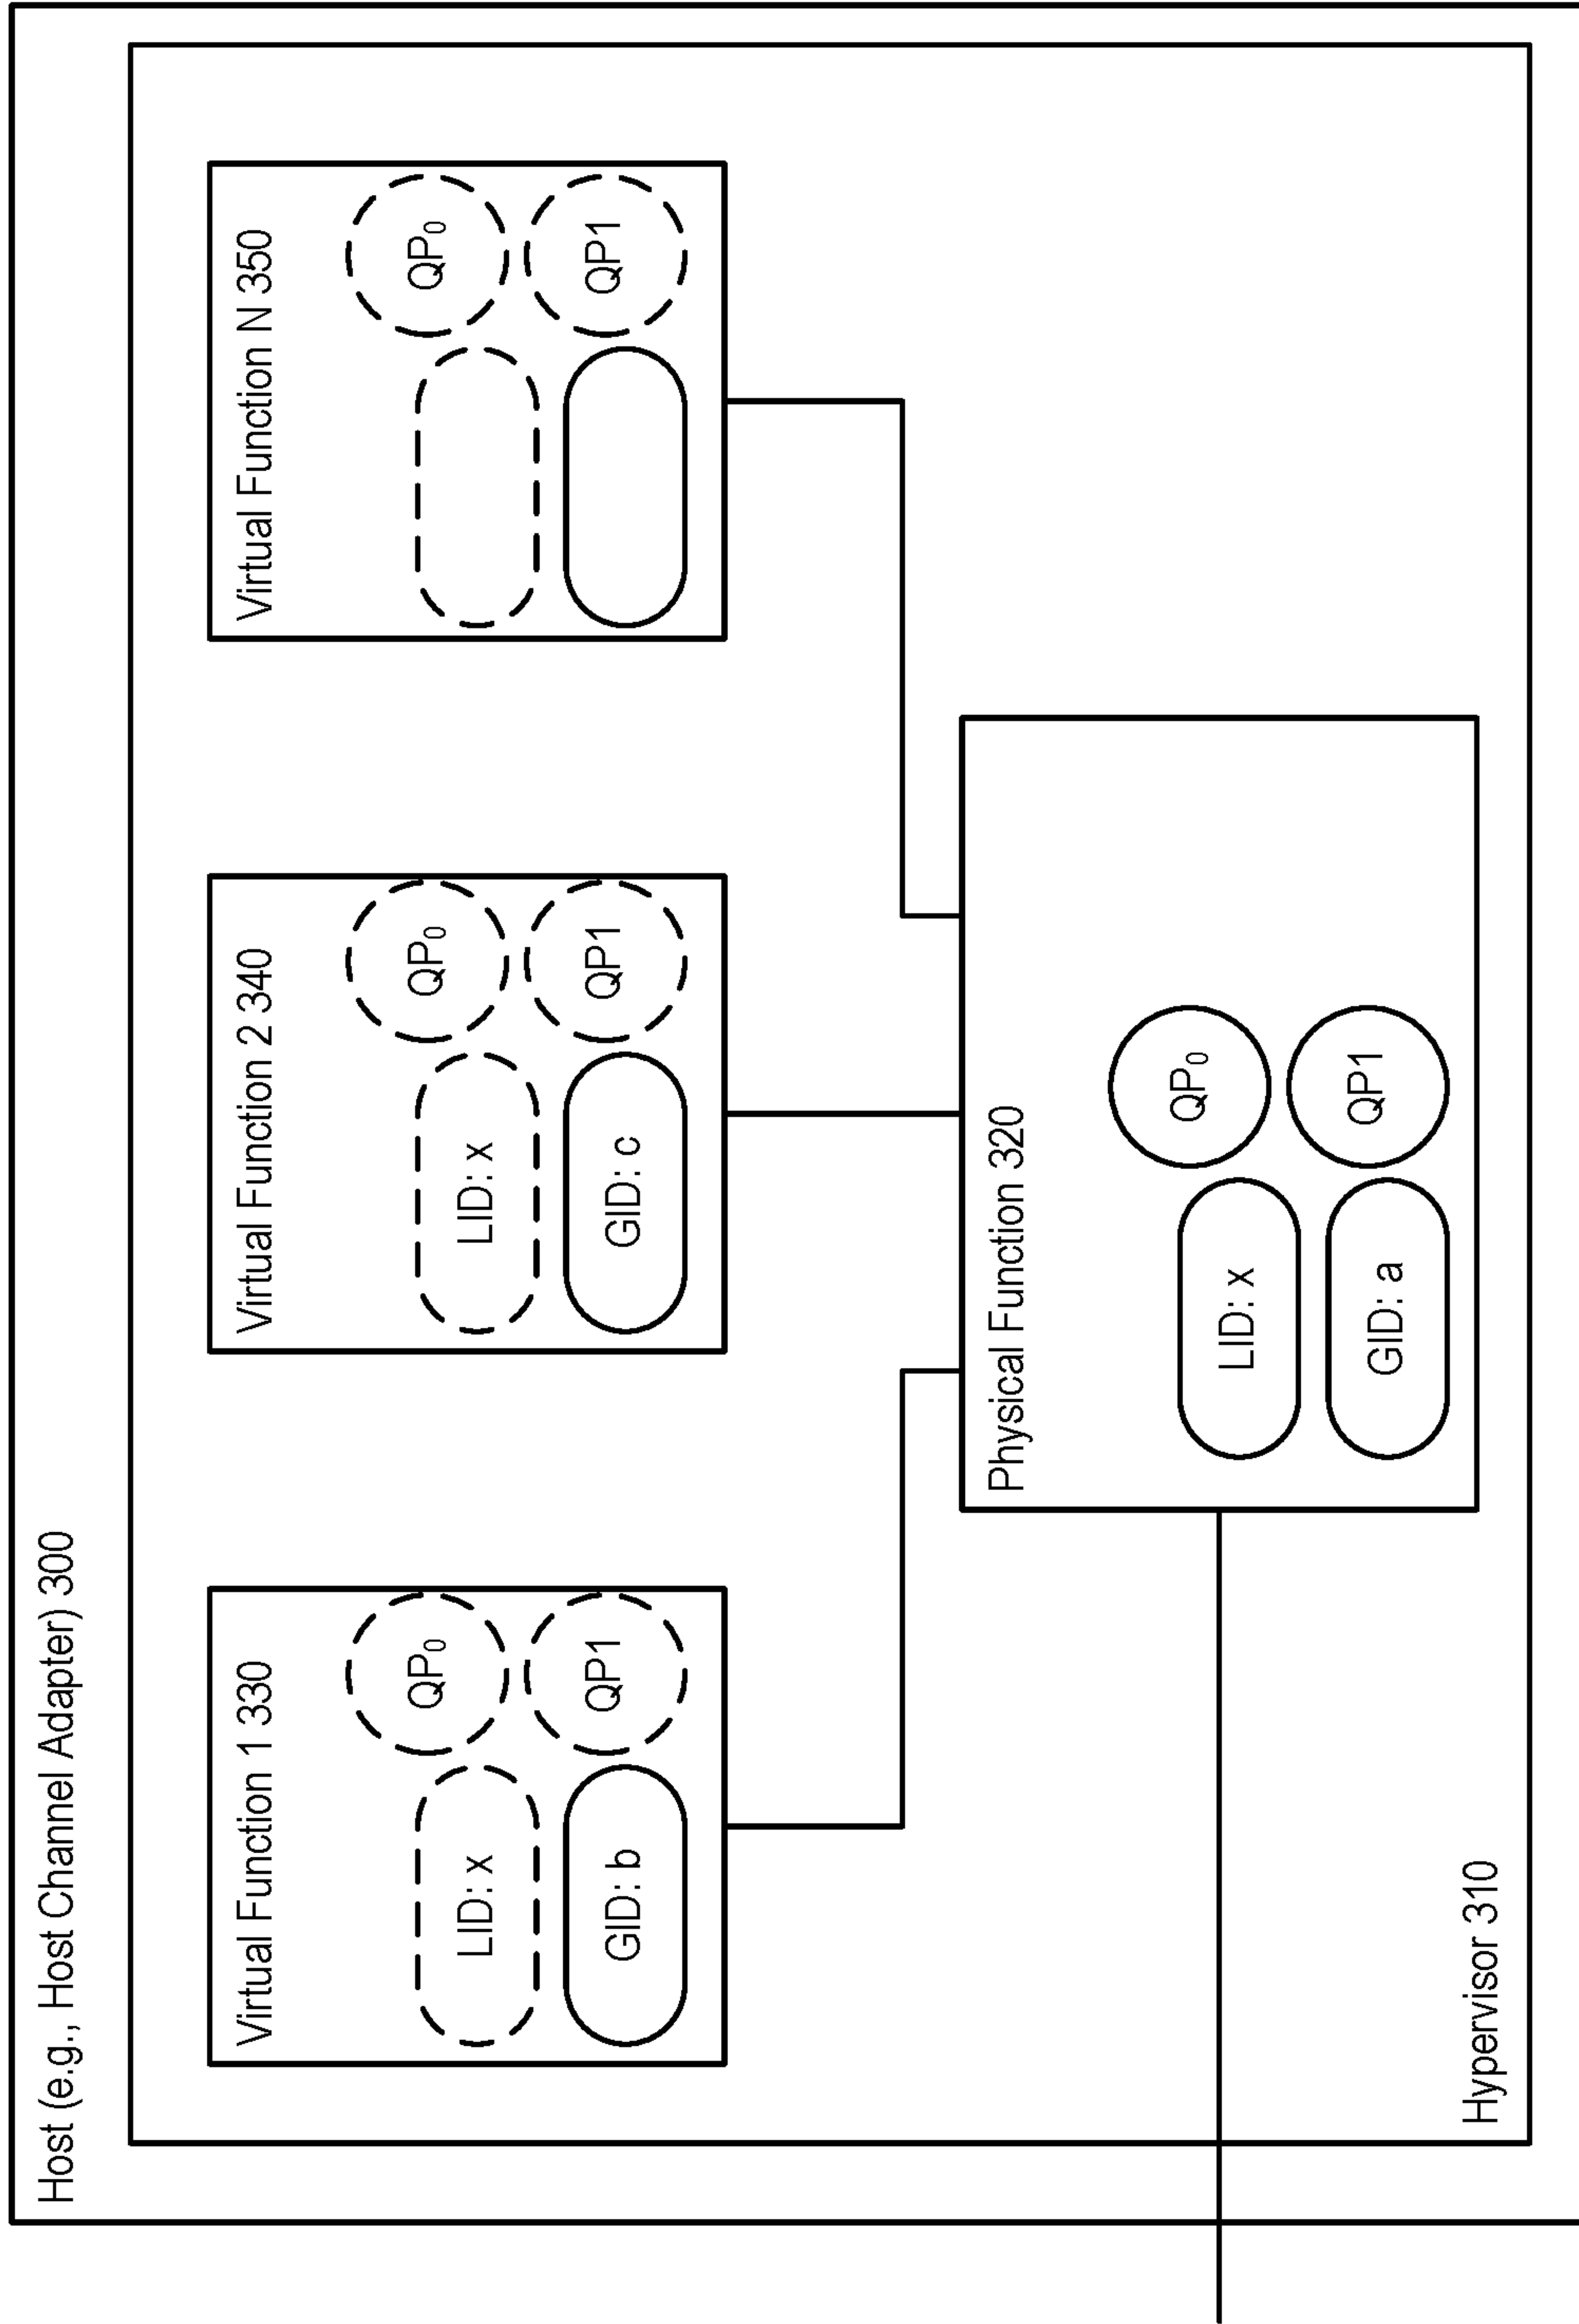 Host (e.g., Host Channel Adapter) 300
Virtual Function 1 330
QP₀
LID: x
QP1
GID: b
Virtual Function 2 340
QP₀
LID: x
QP1
GID: c
Virtual Function N 350
QP₀
QP1
Physical Function 320
QP₀
LID: x
QP1
GID: a
Hypervisor 310